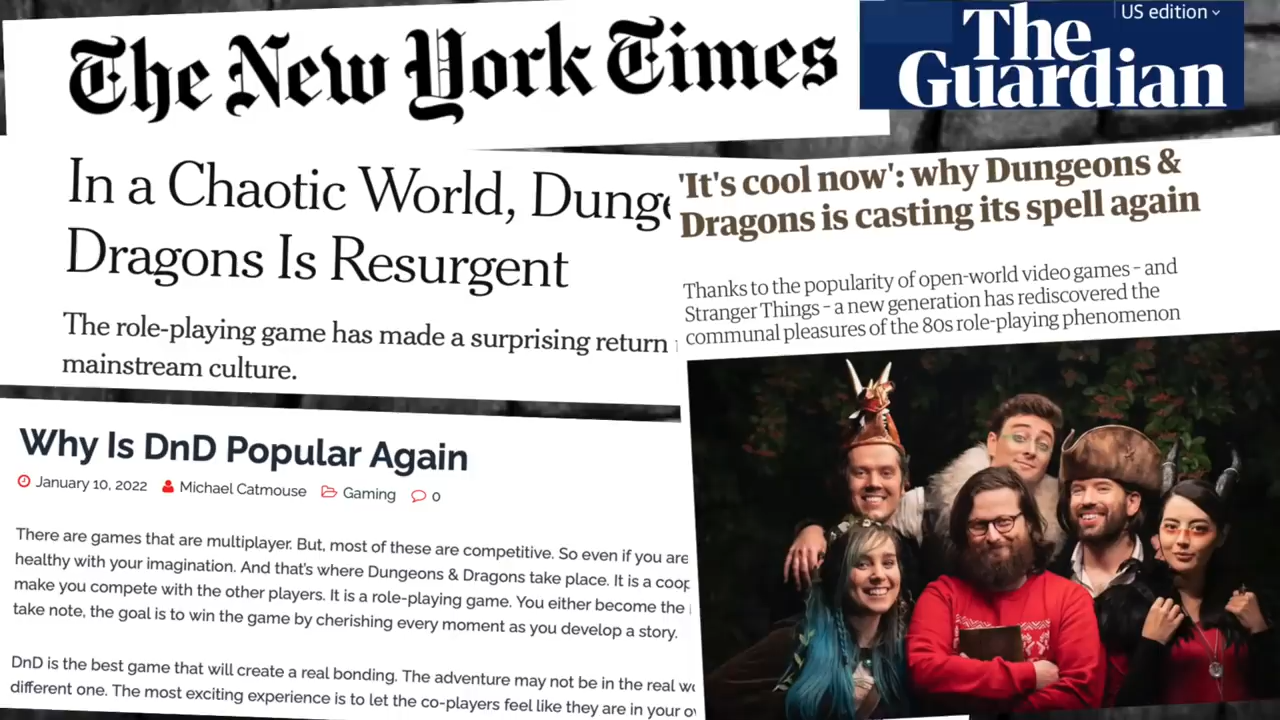 The New York Times
In a Chaotic World,
Dragons Is Resurgent
The role-playing game has made a surprising return
mainstream culture.
US edition
The
Guardian
'It's cool now': why Dungeons &
Dragons is casting its spell again
Thanks to the popularity of open-world video games – and
Stranger Things – a new generation has rediscovered the
communal pleasures of the 80s role-playing phenomenon
Why Is DnD Popular Again
January 10, 2022 Michael Catmouse Gaming 0
There are games that are multiplayer. But, most of these are competitive. So even if you are
healthy with your imagination. And that's where Dungeons & Dragons take place. It is a
make you compete with the other players. It is a role-playing game. You either become the
take note, the goal is to win the game by cherishing every moment as you develop a story.
DnD is the best game that will create a real bonding. The adventure may not be in the real
different one. The most exciting experience is to let the co-players feel like they are in your